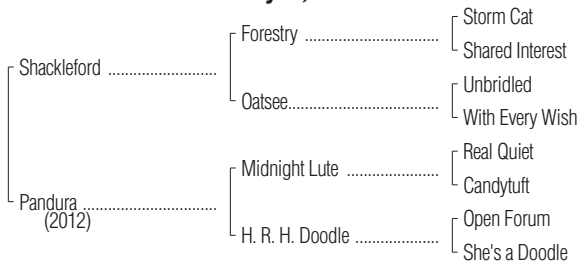 Storm Cat
Forestry
Shared Interest
Shackleford
Unbridled
Oatsee
With Every Wish
Real Quiet
Midnight Lute
Candytuft
Pandura
(2012)
Open Forum
H. R. H. Doodle
She's a Doodle